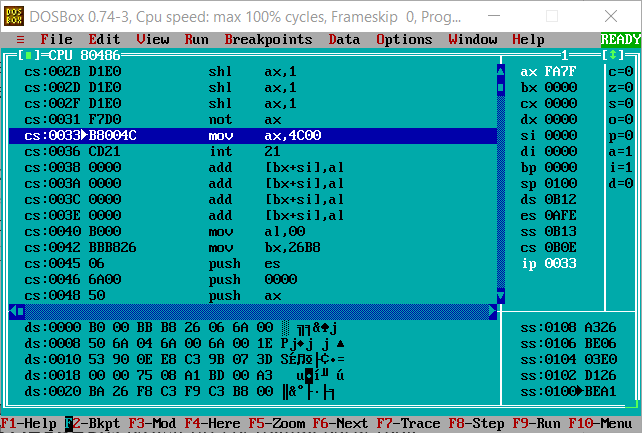 DOSBox 0.74-3, Cpu speed: max 100% cycles, Frameskip 0, Prog...
≡ File Edit View Run Breakpoints Data Options Window Help READY
[■]=CPU 80486 1 [↕]
cs:002B D1E0 shl ax,1 ax FA7F c=0
cs:002D D1E0 shl ax,1 bx 0000 z=0
cs:002F D1E0 shl ax,1 cx 0000 s=0
cs:0031 F7D0 not ax dx 0000 o=0
cs:0033►B8004C mov ax,4C00 si 0000 p=0
cs:0036 CD21 int 21 di 0000 a=1
cs:0038 0000 add [bx+si],al bp 0000 i=1
cs:003A 0000 add [bx+si],al sp 0100 d=0
cs:003C 0000 add [bx+si],al ds 0B12
cs:003E 0000 add [bx+si],al es 0AFE
cs:0040 B000 mov al,00 ss 0B13
cs:0042 BBB826 mov bx,26B8 cs 0B0E
cs:0045 06 push es ip 0033
cs:0046 6A00 push 0000
cs:0048 50 push ax
ds:0000 B0 00 BB B8 26 06 6A 00 ░ ╗╕&♠j ss:0108 A326
ds:0008 50 6A 04 6A 00 6A 00 1E Pj♦j j ▲ ss:0106 BE06
ds:0010 53 90 0E E8 C3 9B 07 3D SÉ♫Φ├¢•= ss:0104 03E0
ds:0018 00 00 75 08 A1 BD 00 A3 u◘í╜ ú ss:0102 D126
ds:0020 BA 26 F8 C3 F9 C3 B8 00 ║&°├·├╕ ss:0100►BEA1
F1-Help F2-Bkpt F3-Mod F4-Here F5-Zoom F6-Next F7-Trace F8-Step F9-Run F10-Menu